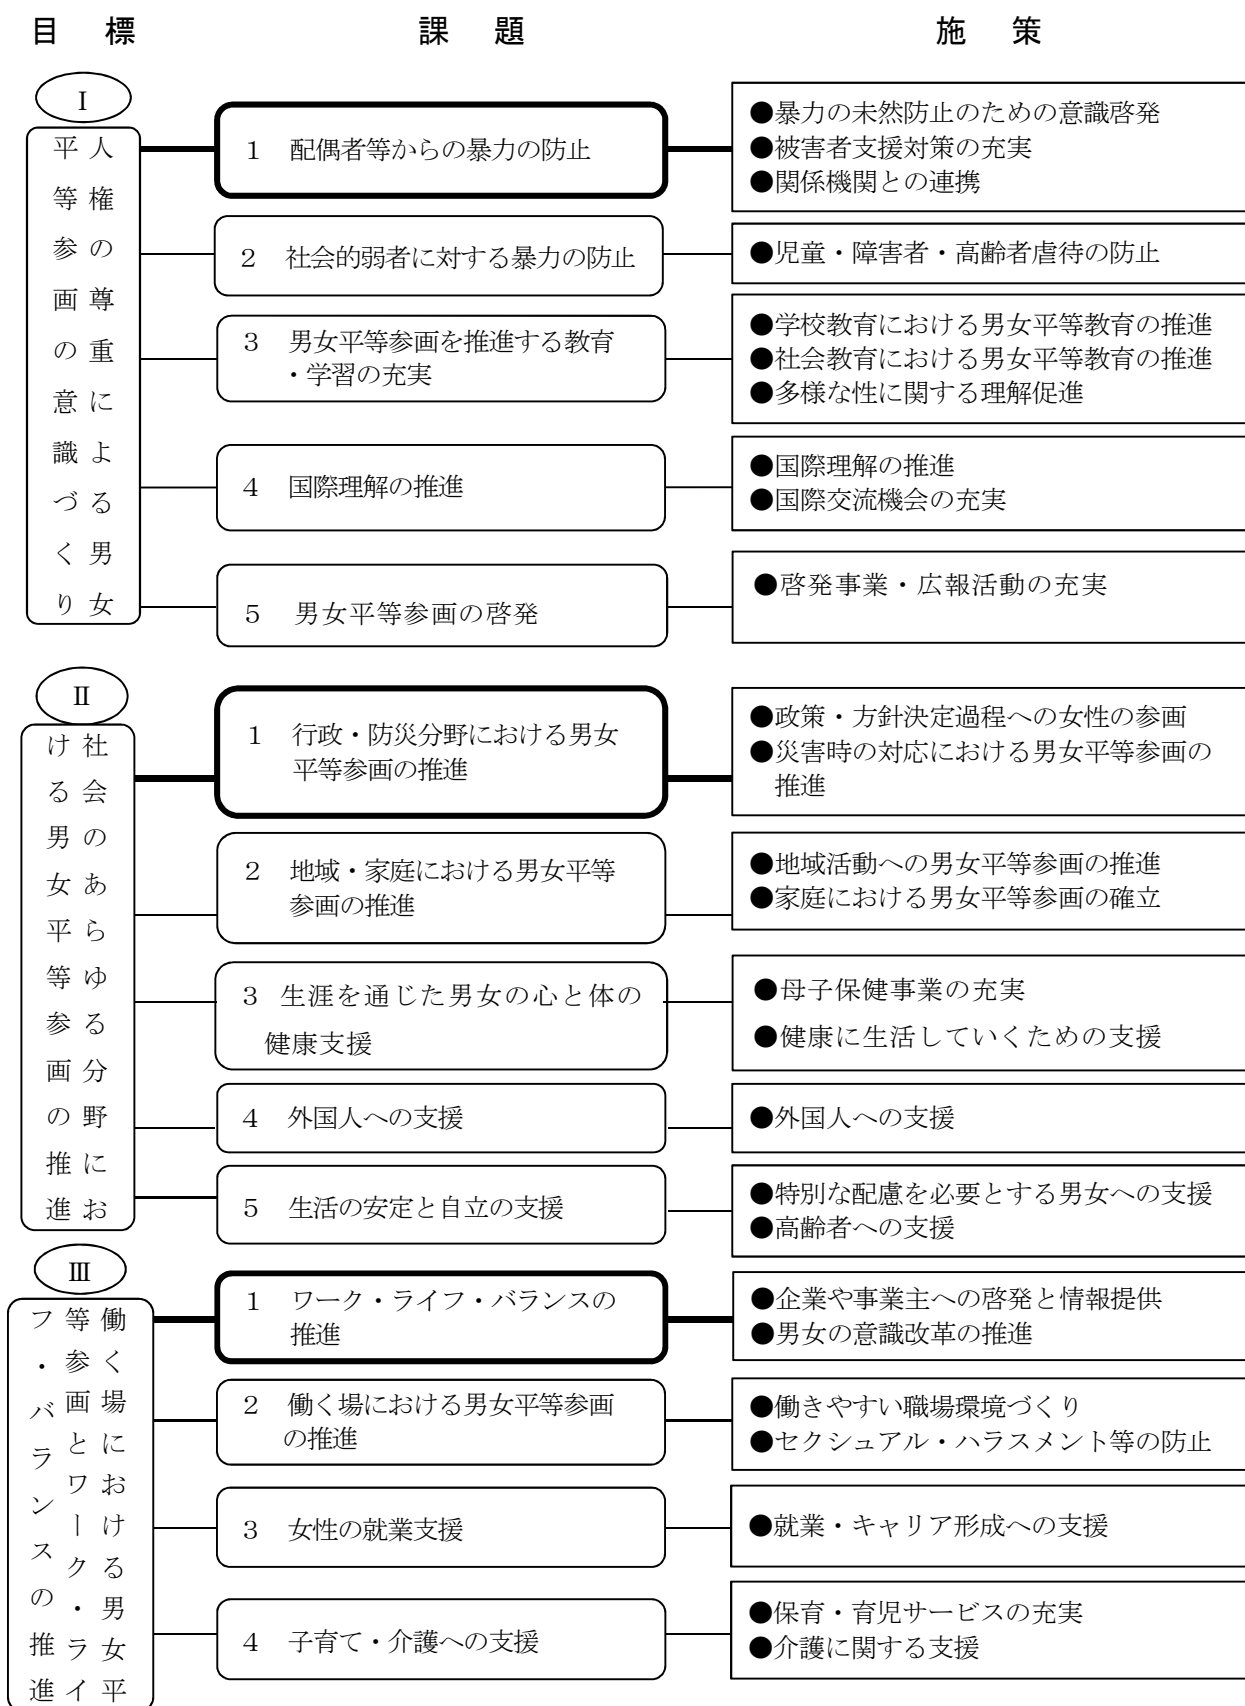 目標 課題 施策
Ⅰ
人権の尊重による男女
平等参画の意識づくり
1 配偶者等からの暴力の防止
●暴力の未然防止のための意識啓発
●被害者支援対策の充実
●関係機関との連携
2 社会的弱者に対する暴力の防止
●児童・障害者・高齢者虐待の防止
3 男女平等参画を推進する教育
・学習の充実
●学校教育における男女平等教育の推進
●社会教育における男女平等教育の推進
●多様な性に関する理解促進
4 国際理解の推進
●国際理解の推進
●国際交流機会の充実
5 男女平等参画の啓発
●啓発事業・広報活動の充実
Ⅱ
社会のあらゆる分野にお
ける男女平等参画の推進
1 行政・防災分野における男女
平等参画の推進
●政策・方針決定過程への女性の参画
●災害時の対応における男女平等参画の
推進
2 地域・家庭における男女平等
参画の推進
●地域活動への男女平等参画の推進
●家庭における男女平等参画の確立
3 生涯を通じた男女の心と体の
健康支援
●母子保健事業の充実
●健康に生活していくための支援
4 外国人への支援
●外国人への支援
5 生活の安定と自立の支援
●特別な配慮を必要とする男女への支援
●高齢者への支援
Ⅲ
働く場における男女平
等参画とワーク・ライ
フ・バランスの推進
1 ワーク・ライフ・バランスの
推進
●企業や事業主への啓発と情報提供
●男女の意識改革の推進
2 働く場における男女平等参画
の推進
●働きやすい職場環境づくり
●セクシュアル・ハラスメント等の防止
3 女性の就業支援
●就業・キャリア形成への支援
4 子育て・介護への支援
●保育・育児サービスの充実
●介護に関する支援